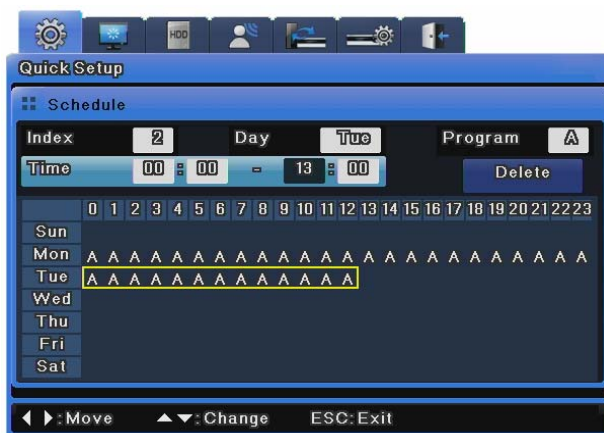 HDD
Quick Setup
Schedule
Index 2 Day Tue Program A
Time 00 : 00 - 13 : 00 Delete
0 1 2 3 4 5 6 7 8 9 10 11 12 13 14 15 16 17 18 19 20 21 22 23
Sun
Mon A A A A A A A A A A A A A A A A A A A A A A A A
Tue A A A A A A A A A A A A A
Wed
Thu
Fri
Sat
:Move :Change ESC:Exit